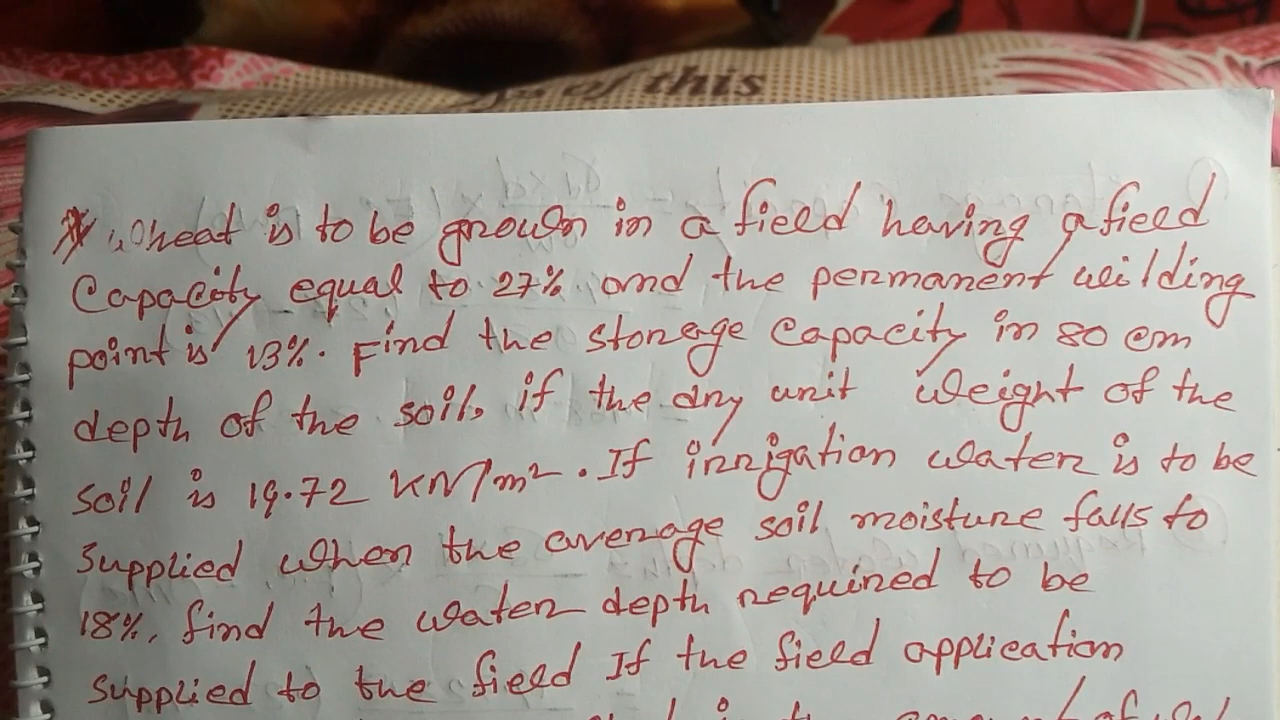 of this
Wheat is to be grown in a field having a field
Capacity equal to 27% and the permanent wilding
point is 13%. Find the storage capacity in 80 cm
depth of the soil, if the dry unit weight of the
soil is 19.72 KN/m². If irrigation water is to be
supplied when the average soil moisture falls to
18%, find the water depth required to be
supplied to the field If the field application